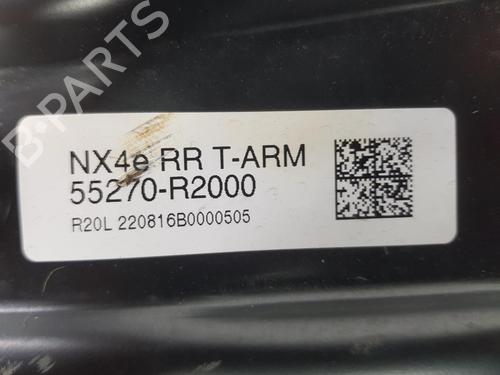 B-PARTS
NX4e RR T-ARM
55270-R2000
R20L 220816B0000505